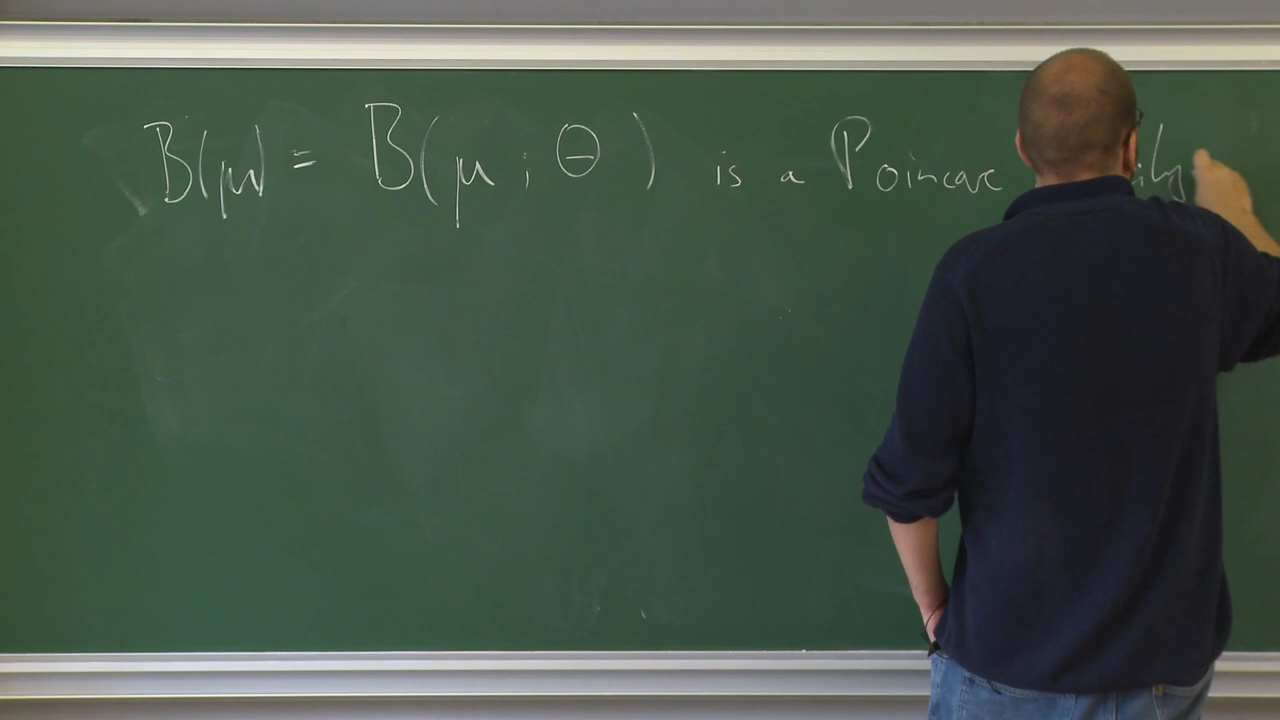 B(μ) = B(μ ; Θ) is a Poincare